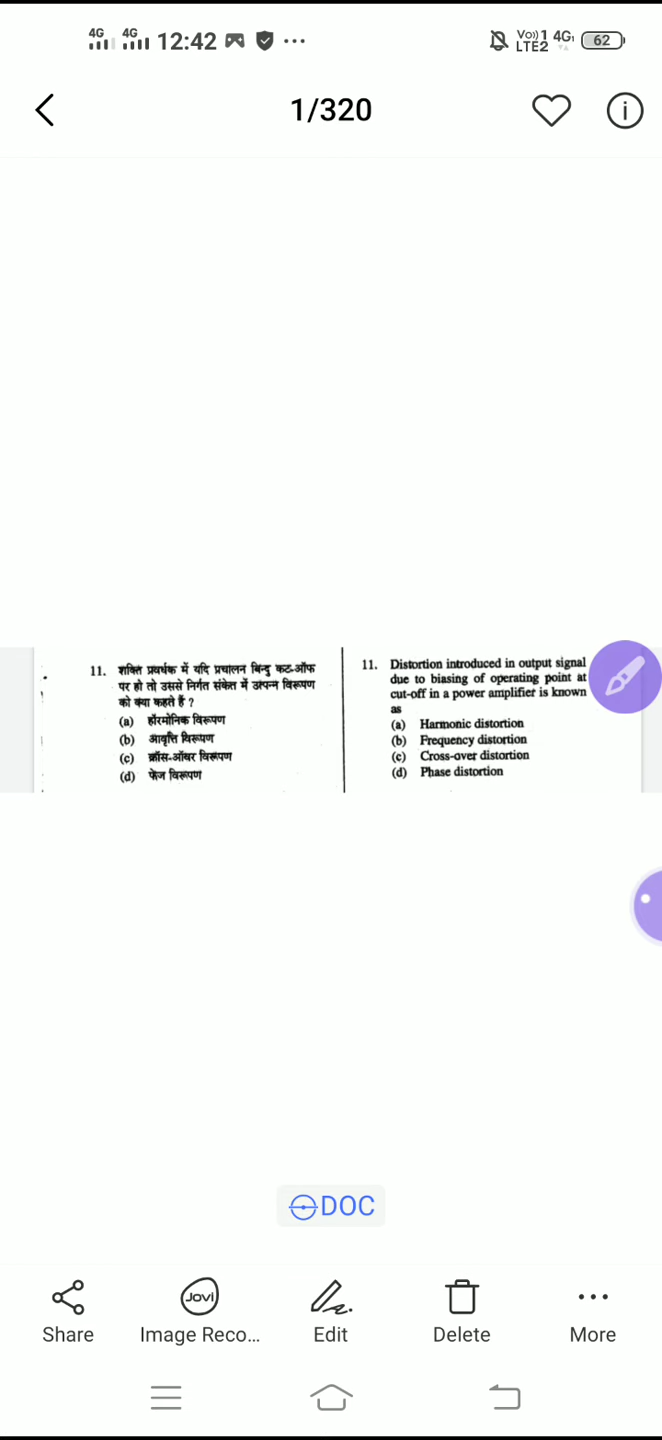 4G 4G 12:42 ••• Vo))1 4G LTE2 62
1/320
11. शक्ति प्रवर्धक में यदि प्रचालन बिन्दु कट-ऑफ
पर हो तो उससे निर्गत संकेत में उत्पन्न विरूपण
को क्या कहते हैं ?
(a) हॉरमोनिक विरूपण
(b) आवृत्ति विरूपण
(c) क्रॉस-ऑवर विरूपण
(d) फेज विरूपण
11. Distortion introduced in output signal
due to biasing of operating point at
cut-off in a power amplifier is known
as
(a) Harmonic distortion
(b) Frequency distortion
(c) Cross-over distortion
(d) Phase distortion
DOC
Jovi
Share Image Reco... Edit Delete More